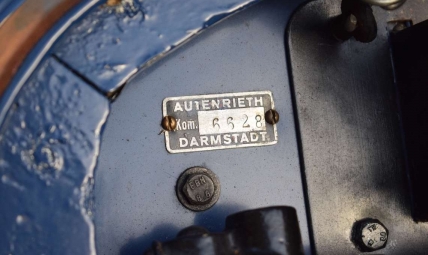 AUTENRIETH
Kom. 6628
DARMSTADT